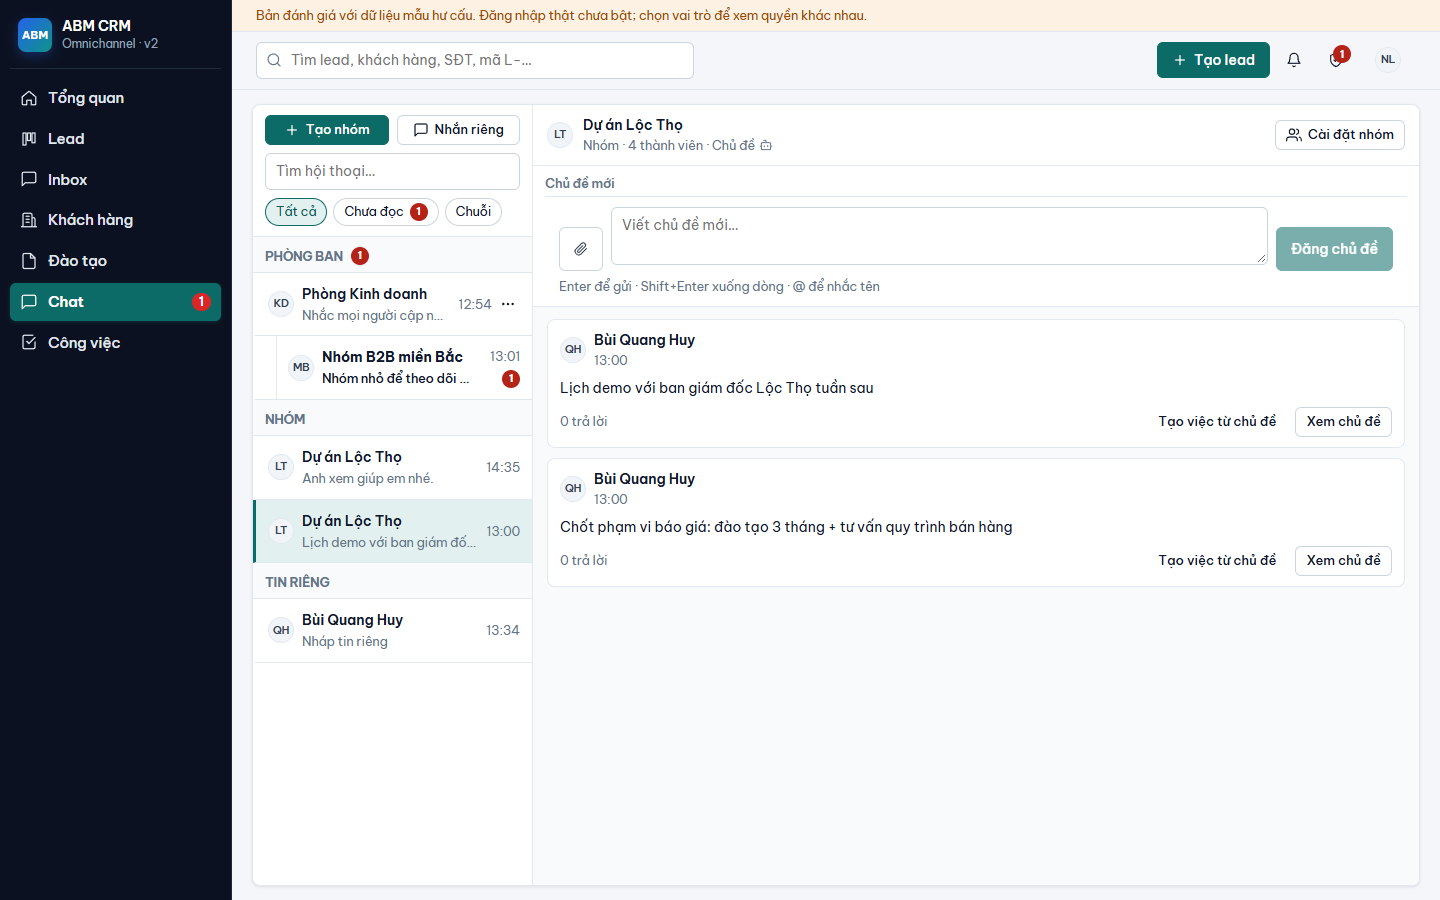 ABM
ABM CRM
Omnichannel · v2
Tổng quan
Lead
Inbox
Khách hàng
Đào tạo
Chat 1
Công việc
Bản đánh giá với dữ liệu mẫu hư cấu. Đăng nhập thật chưa bật; chọn vai trò để xem quyền khác nhau.
Tìm lead, khách hàng, SĐT, mã L-...
Tạo lead
1
NL
Tạo nhóm
Nhắn riêng
Tìm hội thoại...
Tất cả
Chưa đọc 1
Chuỗi
PHÒNG BAN 1
KD
Phòng Kinh doanh
Nhắc mọi người cập n...
12:54
MB
Nhóm B2B miền Bắc
13:01
Nhóm nhỏ để theo dõi ...
1
NHÓM
LT
Dự án Lộc Thọ
Anh xem giúp em nhé.
14:35
LT
Dự án Lộc Thọ
Lịch demo với ban giám đố...
13:00
TIN RIÊNG
QH
Bùi Quang Huy
Nháp tin riêng
13:34
LT
Dự án Lộc Thọ
Nhóm · 4 thành viên · Chủ đề
Cài đặt nhóm
Chủ đề mới
Viết chủ đề mới...
Đăng chủ đề
Enter để gửi · Shift+Enter xuống dòng · @ để nhắc tên
QH
Bùi Quang Huy
13:00
Lịch demo với ban giám đốc Lộc Thọ tuần sau
0 trả lời
Tạo việc từ chủ đề
Xem chủ đề
QH
Bùi Quang Huy
13:00
Chốt phạm vi báo giá: đào tạo 3 tháng + tư vấn quy trình bán hàng
0 trả lời
Tạo việc từ chủ đề
Xem chủ đề